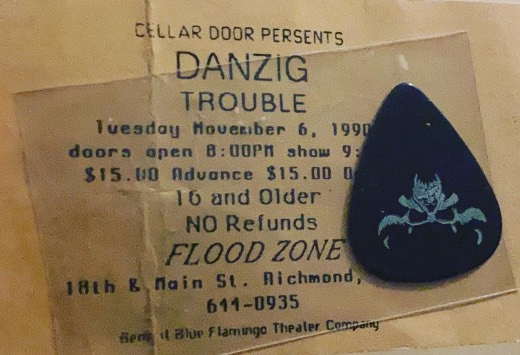 CELLAR DOOR PERSENTS
DANZIG
TROUBLE
Tuesday November 6, 1990
doors open 8:00PM show 9:
$15.00 Advance $15.00 D
16 and Older
NO Refunds
FLOOD ZONE
18th & Main St. Richmond,
644-0935
Blue Flamingo Theater Company